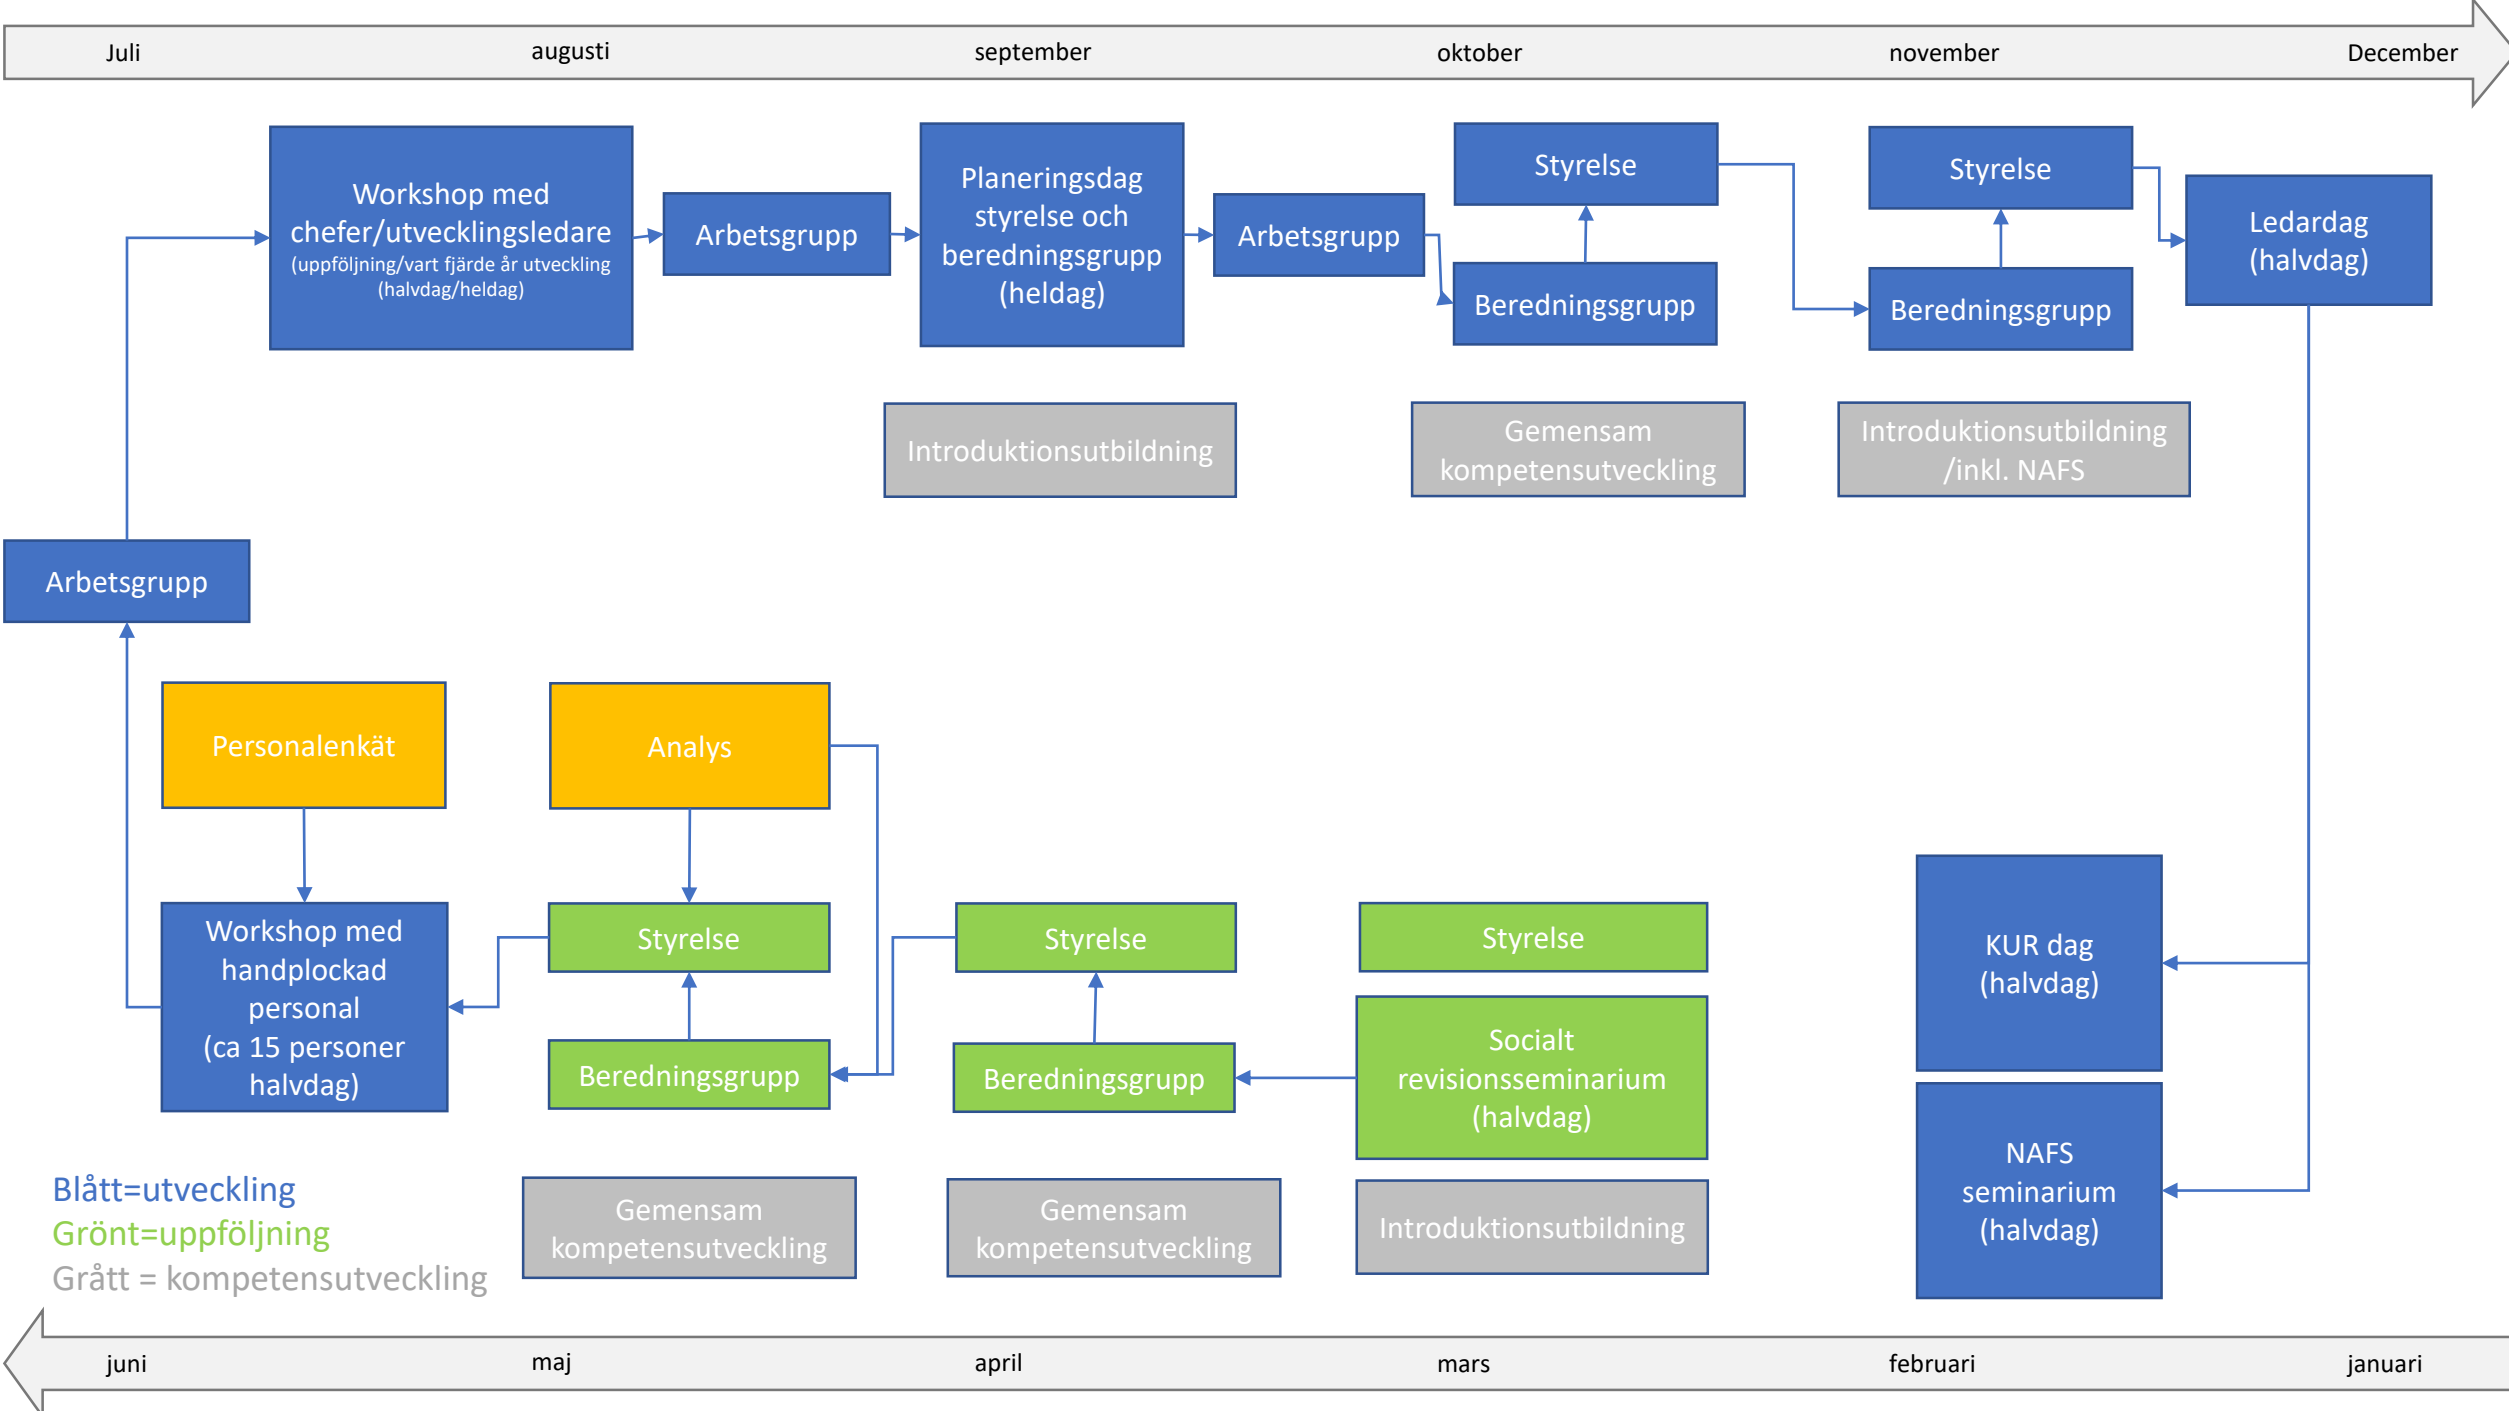 Juli
augusti
september
oktober
november
December
Workshop med
chefer/utvecklingsledare
(uppföljning/vart fjärde år utveckling
(halvdag/heldag)
Arbetsgrupp
Planeringsdag
styrelse och
beredningsgrupp
(heldag)
Arbetsgrupp
Styrelse
Beredningsgrupp
Styrelse
Beredningsgrupp
Ledardag
(halvdag)
Introduktionsutbildning
Gemensam
kompetensutveckling
Introduktionsutbildning
/inkl. NAFS
Arbetsgrupp
Personalenkät
Analys
Workshop med
handplockad
personal
(ca 15 personer
halvdag)
Styrelse
Beredningsgrupp
Styrelse
Beredningsgrupp
Styrelse
Socialt
revisionsseminarium
(halvdag)
KUR dag
(halvdag)
NAFS
seminarium
(halvdag)
Blått=utveckling
Grönt=uppföljning
Grått = kompetensutveckling
Gemensam
kompetensutveckling
Gemensam
kompetensutveckling
Introduktionsutbildning
juni
maj
april
mars
februari
januari